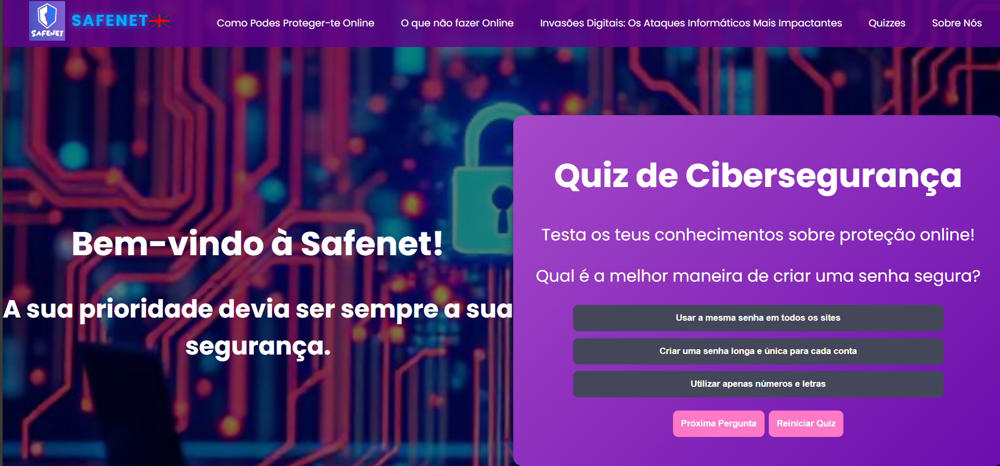 SAFENET
SAFENET
Como Podes Proteger-te Online
O que não fazer Online
Invasões Digitais: Os Ataques Informáticos Mais Impactantes
Quizzes
Sobre Nós
Bem-vindo à Safenet!
A sua prioridade devia ser sempre a sua
segurança.
Quiz de Cibersegurança
Testa os teus conhecimentos sobre proteção online!
Qual é a melhor maneira de criar uma senha segura?
Usar a mesma senha em todos os sites
Criar uma senha longa e única para cada conta
Utilizar apenas números e letras
Próxima Pergunta
Reiniciar Quiz